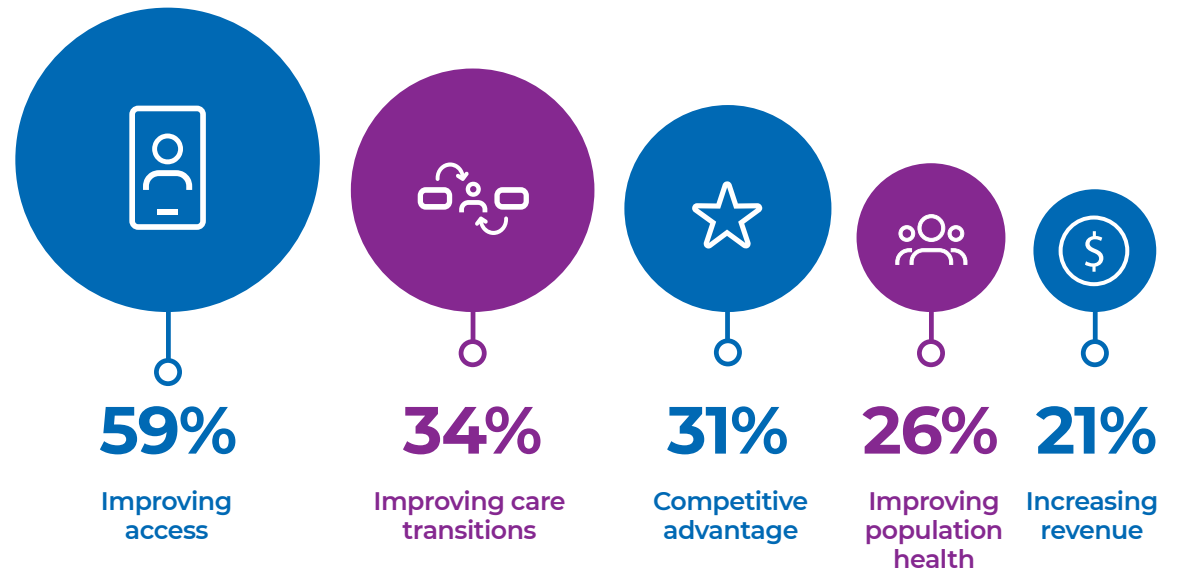 59%
Improving
access
34%
Improving care
transitions
31%
Competitive
advantage
26%
Improving
population
health
21%
Increasing
revenue
$